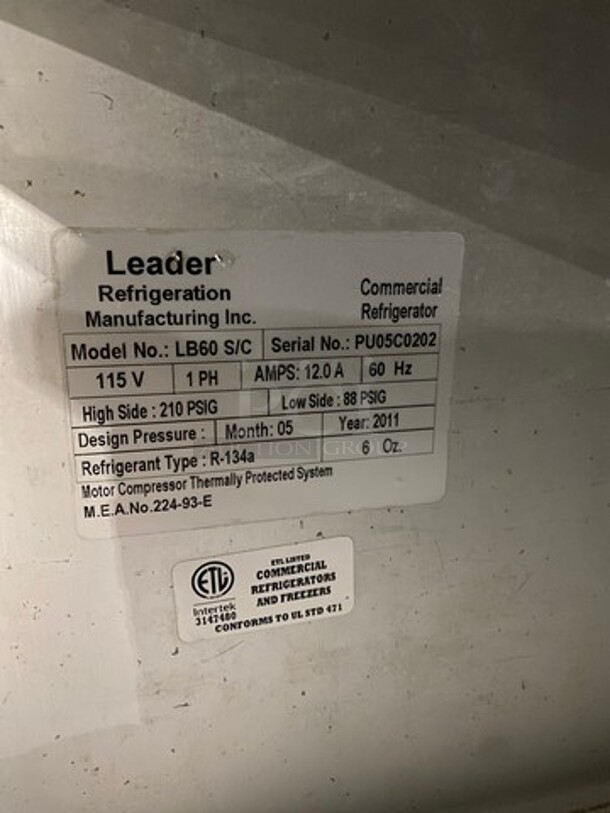 Leader
Refrigeration
Manufacturing Inc.
Commercial
Refrigerator
Model No.: LB60 S/C Serial No.: PU05C0202
115 V 1 PH AMPS: 12.0 A 60 Hz
High Side : 210 PSIG Low Side : 88 PSIG
Design Pressure : Month: 05 Year: 2011
Refrigerant Type : R-134a 6 Oz.
Motor Compressor Thermally Protected System
M.E.A.No.224-93-E
ETL
Intertek
3147480
ETL LISTED
COMMERCIAL
REFRIGERATORS
AND FREEZERS
CONFORMS TO UL STD 471